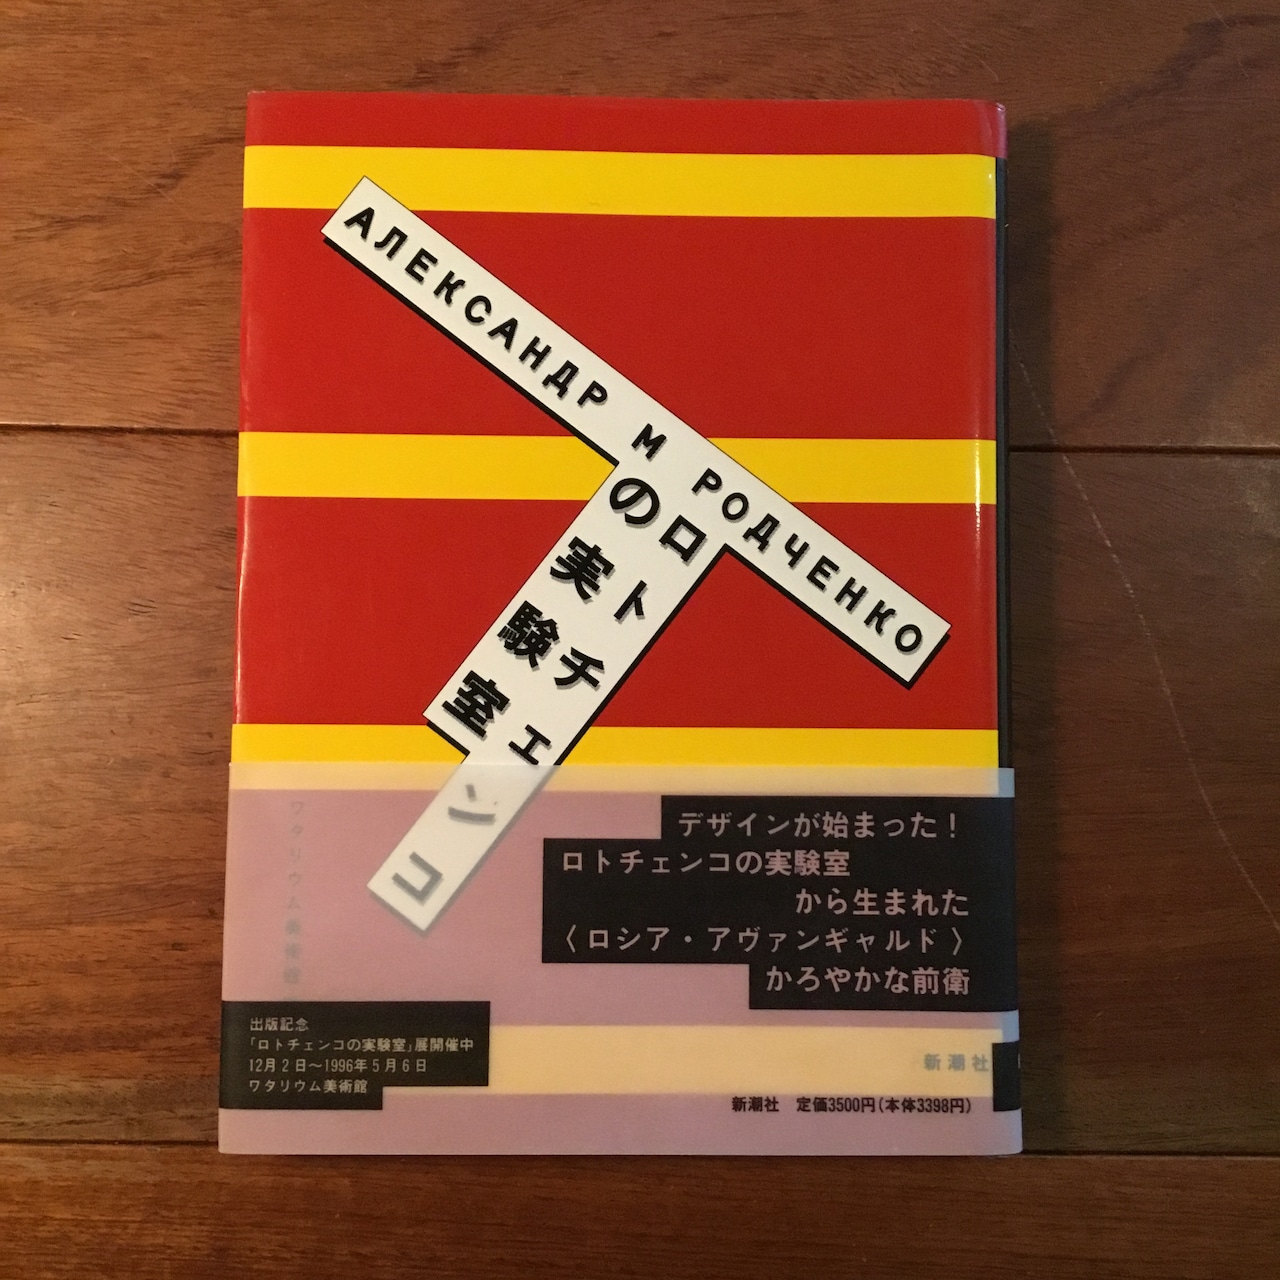 АЛЕКСАНДР М РОДЧЕНКО
ロトチェンコ
の実験室
デザインが始まった！
ロトチェンコの実験室
から生まれた
〈ロシア・アヴァンギャルド〉
かろやかな前衛
ワタリウム美術館
出版記念
「ロトチェンコの実験室」展開催中
12月2日〜1996年5月6日
ワタリウム美術館
新潮社
新潮社 定価3500円（本体3398円）